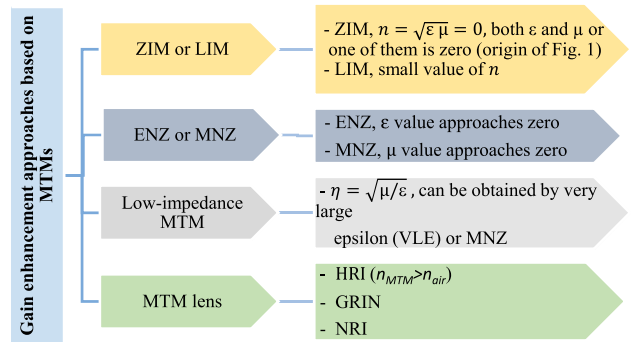 Gain enhancement approaches based on
MTMs
ZIM or LIM
- ZIM, n = √(ε μ) = 0, both ε and μ or
one of them is zero (origin of Fig. 1)
- LIM, small value of n
ENZ or MNZ
- ENZ, ε value approaches zero
- MNZ, μ value approaches zero
Low-impedance
MTM
- η = √(μ/ε) , can be obtained by very
large
epsilon (VLE) or MNZ
MTM lens
- HRI (n_MTM>n_air)
- GRIN
- NRI